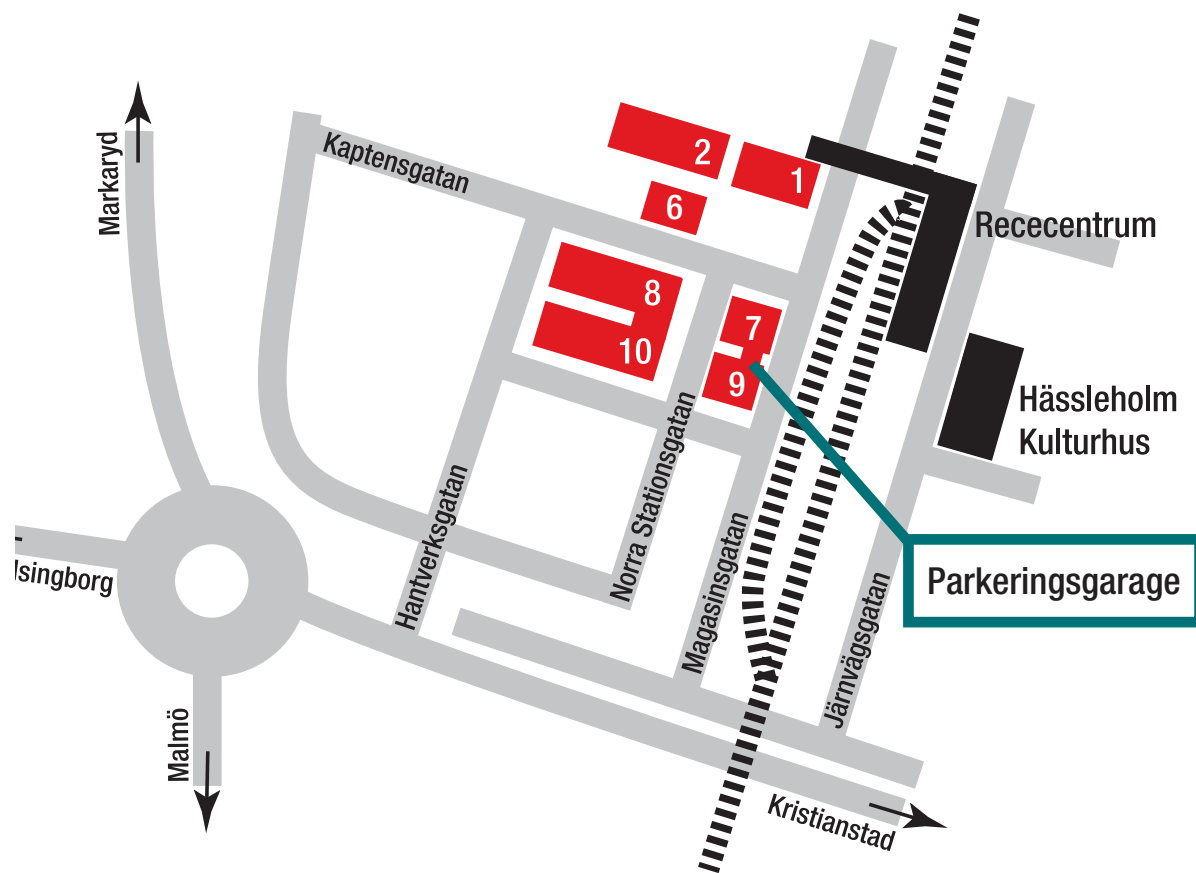 Markaryd
Kaptensgatan
2
1
6
Rececentrum
8
7
10
9
Hässleholm
Kulturhus
Hantverksgatan
Norra Stationsgatan
Magasinsgatan
Järnvägsgatan
Parkeringsgarage
lsingborg
Malmö
Kristianstad